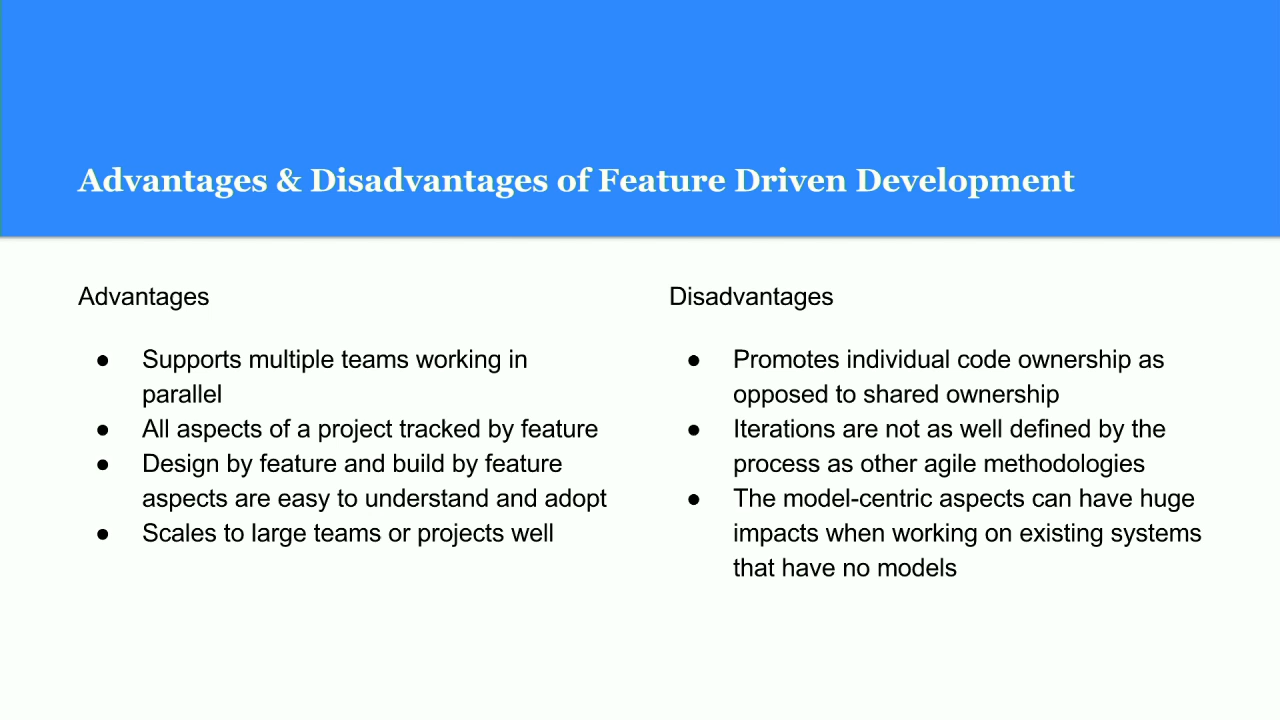 Advantages & Disadvantages of Feature Driven Development
Advantages
● Supports multiple teams working in
parallel
● All aspects of a project tracked by feature
● Design by feature and build by feature
aspects are easy to understand and adopt
● Scales to large teams or projects well
Disadvantages
● Promotes individual code ownership as
opposed to shared ownership
● Iterations are not as well defined by the
process as other agile methodologies
● The model-centric aspects can have huge
impacts when working on existing systems
that have no models